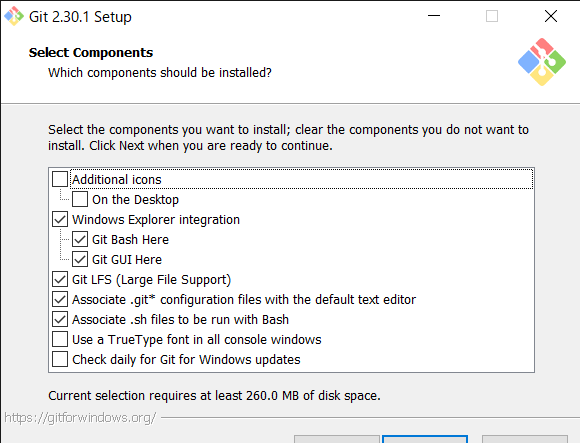 Git 2.30.1 Setup
Select Components
Which components should be installed?
Select the components you want to install; clear the components you do not want to
install. Click Next when you are ready to continue.
Additional icons
On the Desktop
Windows Explorer integration
Git Bash Here
Git GUI Here
Git LFS (Large File Support)
Associate .git* configuration files with the default text editor
Associate .sh files to be run with Bash
Use a TrueType font in all console windows
Check daily for Git for Windows updates
Current selection requires at least 260.0 MB of disk space.
https://gitforwindows.org/